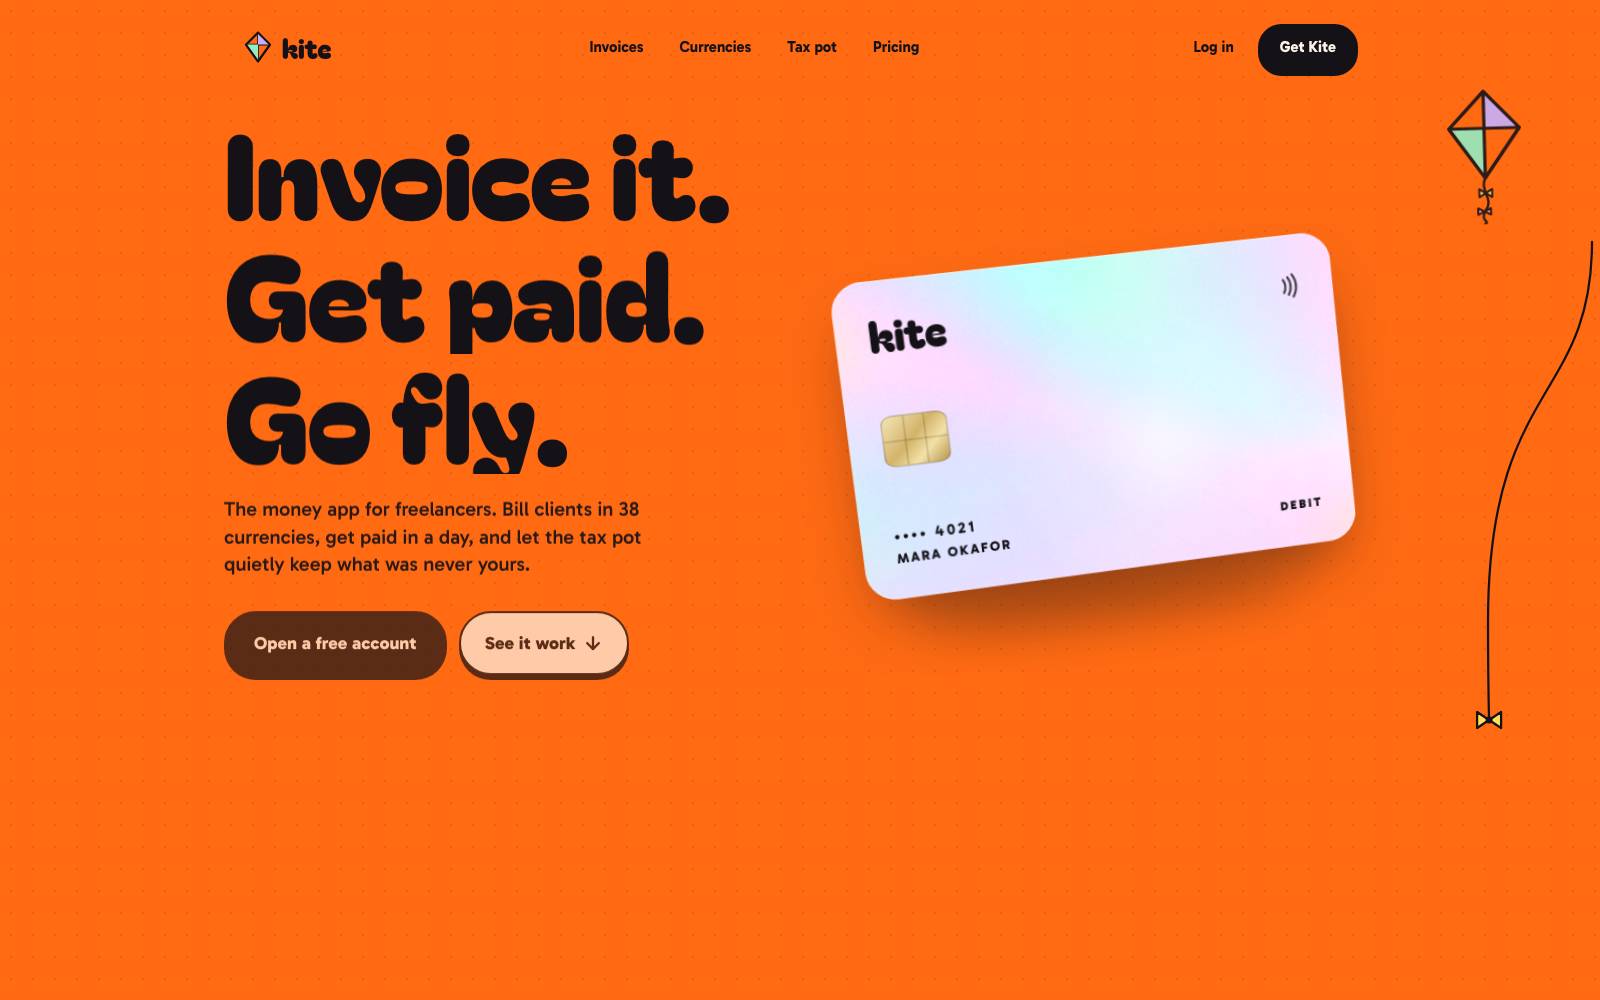 kite
Invoices Currencies Tax pot Pricing
Log in Get Kite
Invoice it.
Get paid.
Go fly.
The money app for freelancers. Bill clients in 38
currencies, get paid in a day, and let the tax pot
quietly keep what was never yours.
Open a free account See it work ↓
kite
•••• 4021
MARA OKAFOR
DEBIT